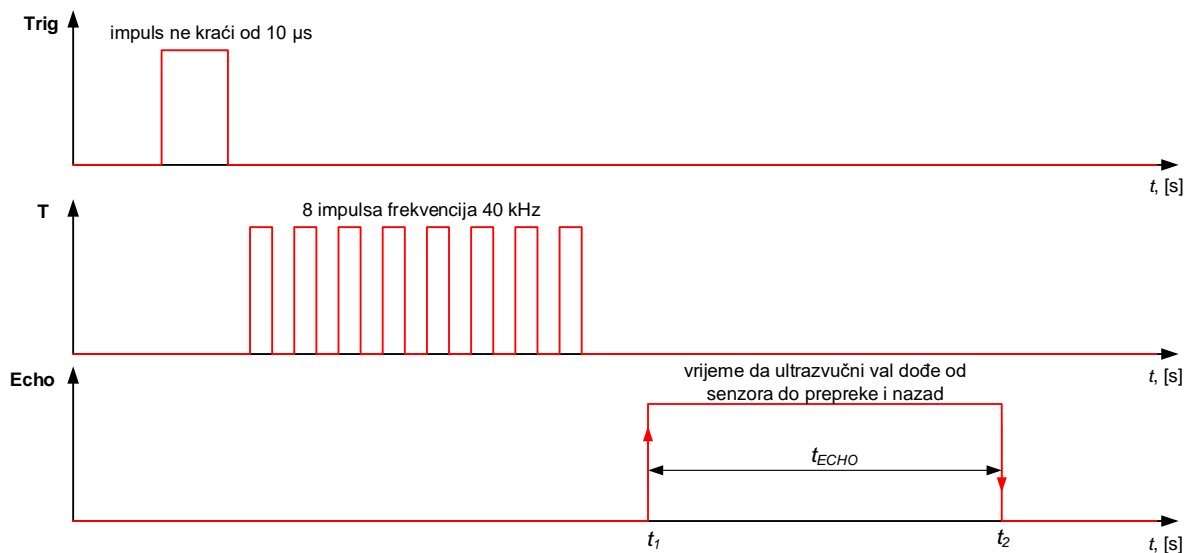 Trig
impuls ne kraći od 10 µs
t, [s]
T
8 impulsa frekvencija 40 kHz
t, [s]
Echo
vrijeme da ultrazvučni val dođe od
senzora do prepreke i nazad
tECHO
t1
t2
t, [s]